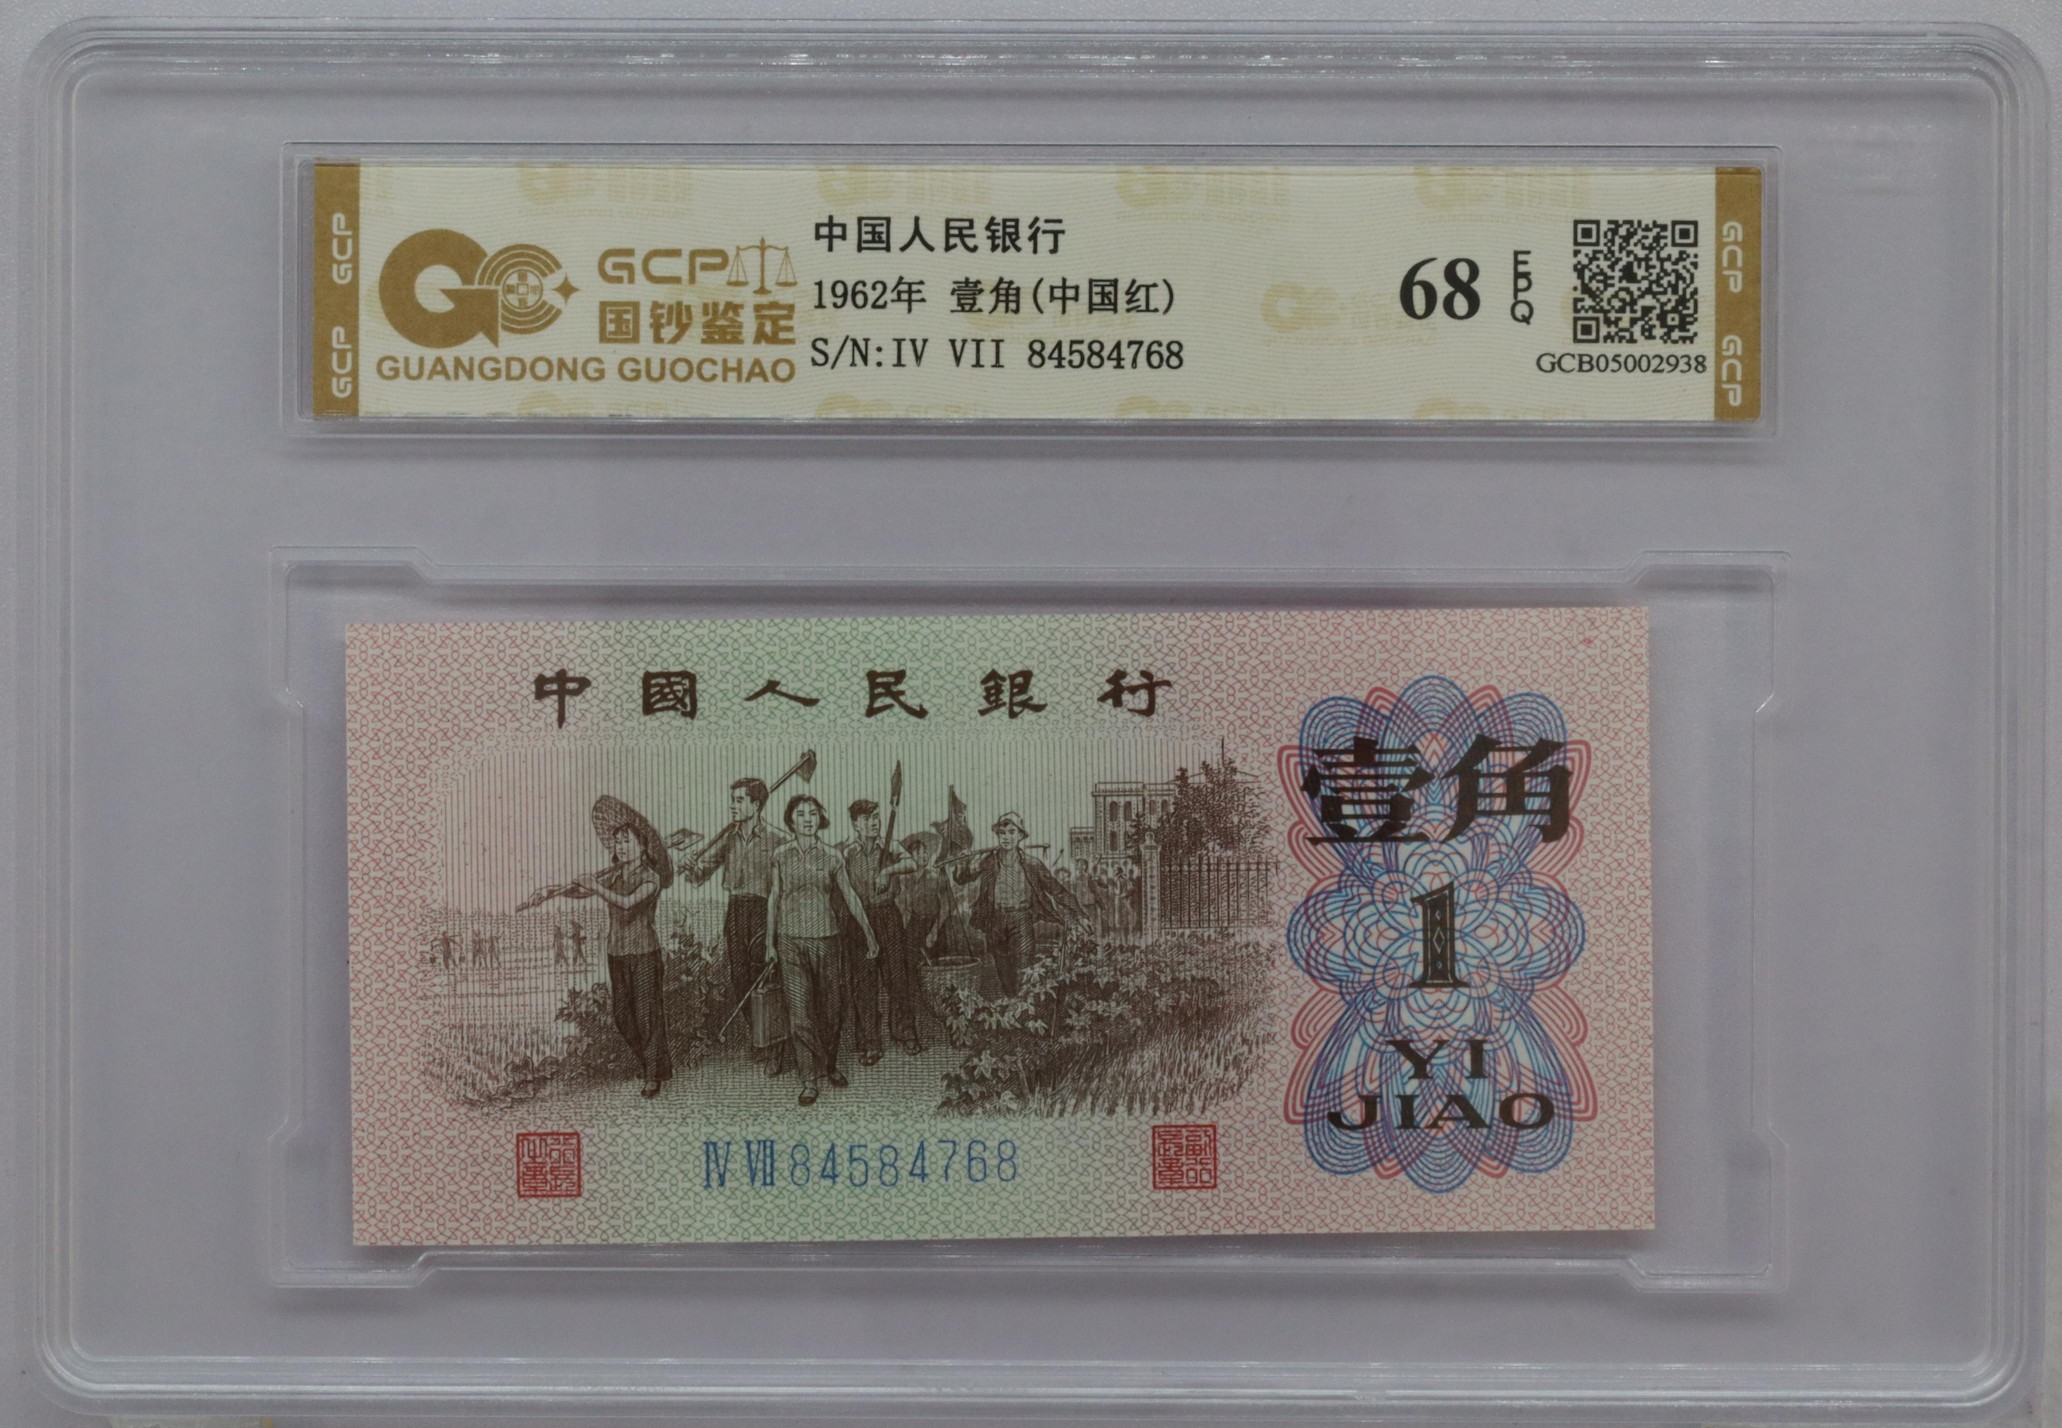 GCP GCP
GCP
国钞鉴定
GUANGDONG GUOCHAO
中国人民银行
1962年 壹角(中国红)
S/N:IV VII 84584768
68 EPQ
GCB05002938
GCP GCP
中國人民銀行
壹角
1
YI
JIAO
Ⅳ Ⅶ 84584768